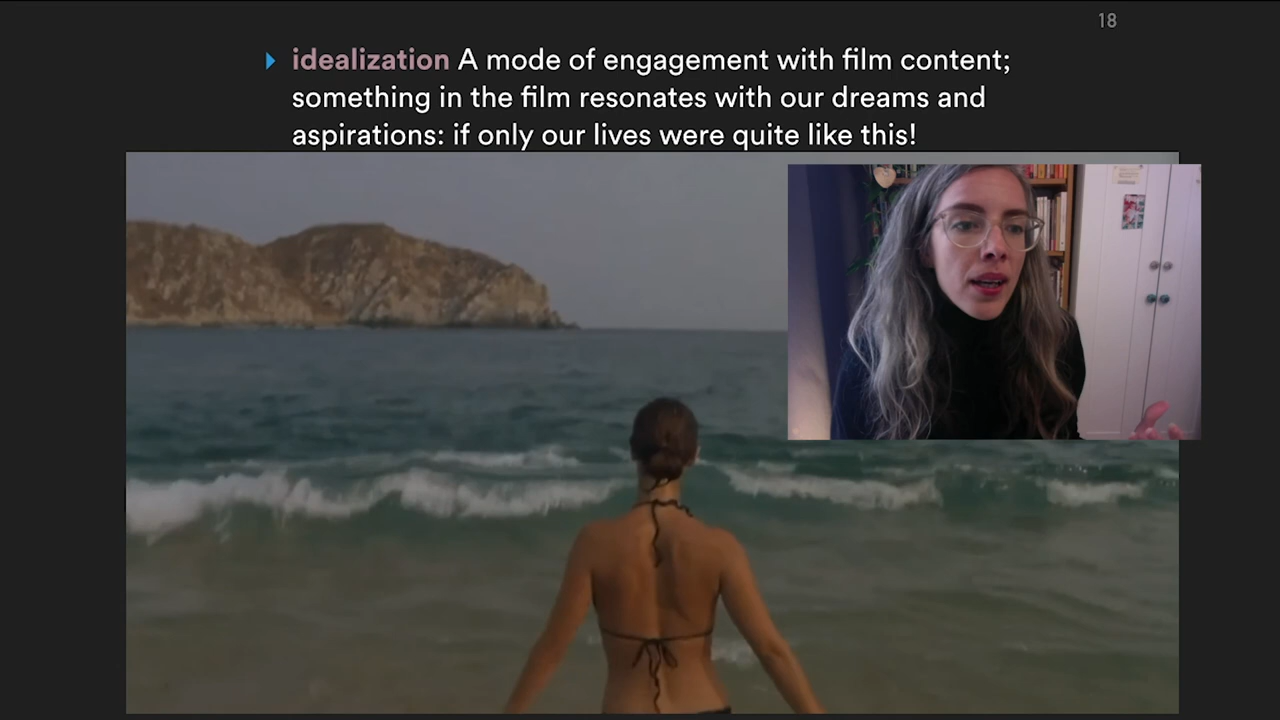 18
idealization A mode of engagement with film content;
something in the film resonates with our dreams and
aspirations: if only our lives were quite like this!